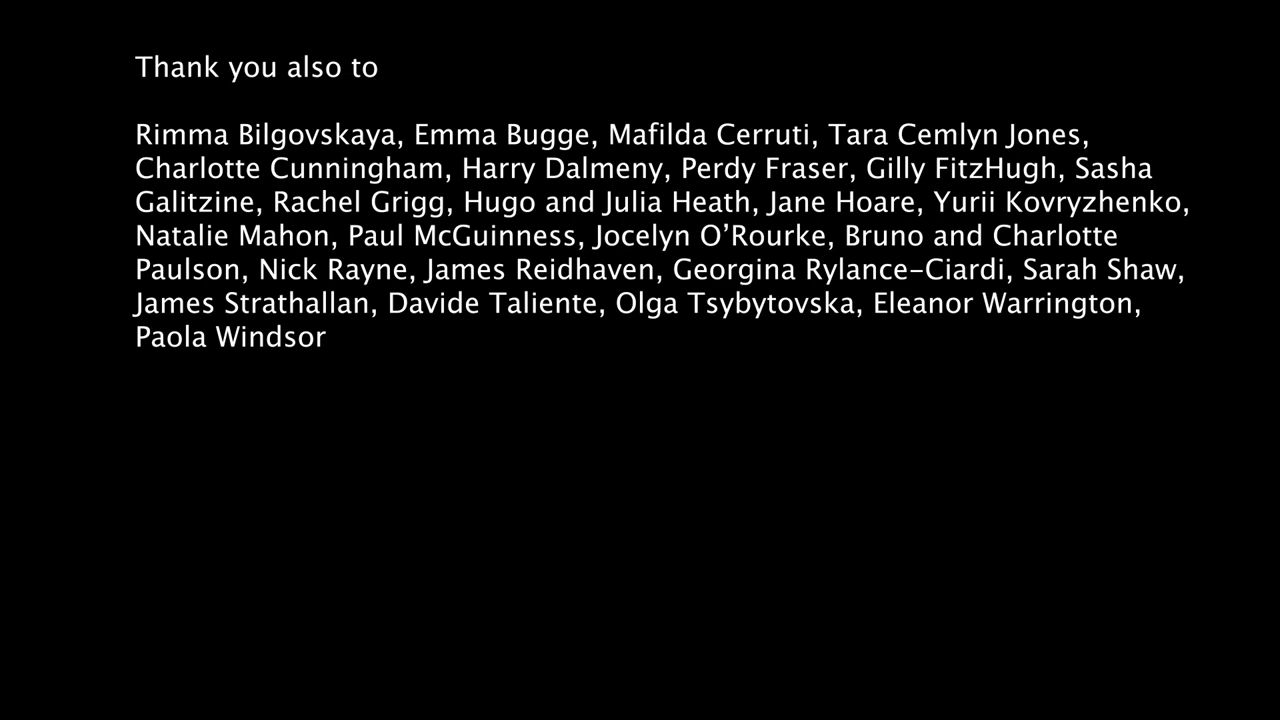 Thank you also to
Rimma Bilgovskaya, Emma Bugge, Mafilda Cerruti, Tara Cemlyn Jones,
Charlotte Cunningham, Harry Dalmeny, Perdy Fraser, Gilly FitzHugh, Sasha
Galitzine, Rachel Grigg, Hugo and Julia Heath, Jane Hoare, Yurii Kovryzhenko,
Natalie Mahon, Paul McGuinness, Jocelyn O’Rourke, Bruno and Charlotte
Paulson, Nick Rayne, James Reidhaven, Georgina Rylance–Ciardi, Sarah Shaw,
James Strathallan, Davide Taliente, Olga Tsybytovska, Eleanor Warrington,
Paola Windsor